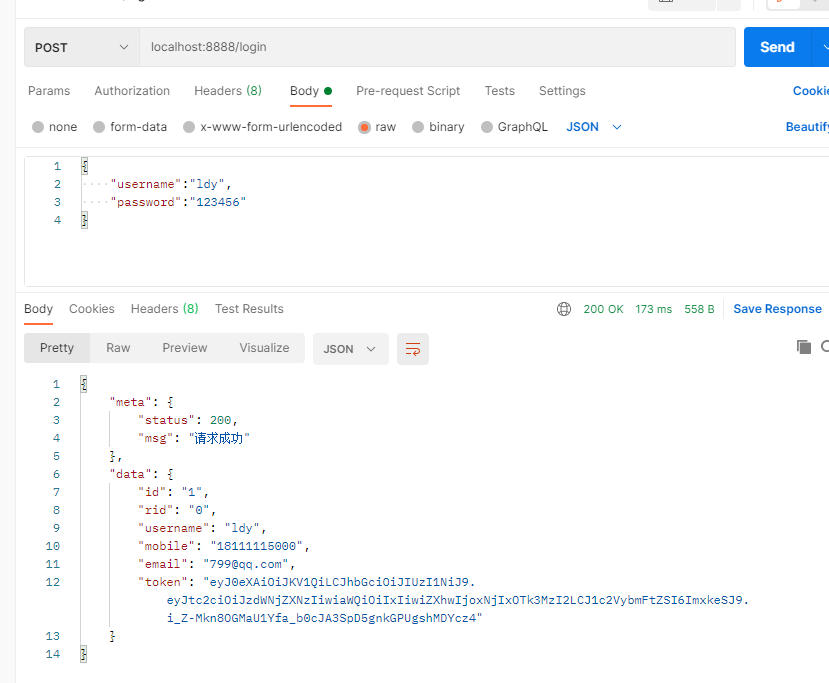 POST localhost:8888/login Send
Params Authorization Headers (8) Body Pre-request Script Tests Settings Cookie
none form-data x-www-form-urlencoded raw binary GraphQL JSON Beautify
1 {
2 ····"username":"ldy",
3 ····"password":"123456"
4 }
Body Cookies Headers (8) Test Results 200 OK 173 ms 558 B Save Response
Pretty Raw Preview Visualize JSON
1 {
2 "meta": {
3 "status": 200,
4 "msg": "请求成功"
5 },
6 "data": {
7 "id": "1",
8 "rid": "0",
9 "username": "ldy",
10 "mobile": "18111115000",
11 "email": "799@qq.com",
12 "token": "eyJ0eXAiOiJKV1QiLCJhbGciOiJIUzI1NiJ9.
eyJtc2ciOiJzdWNjZXNzIiwiaWQiOiIxIiwiZXhwIjoxNjIxOTk3MzI2LCJ1c2VybmFtZSI6ImxkeSJ9.
i_Z-Mkn8OGMaU1Yfa_b0cJA3SpD5gnkGPUgshMDYcz4"
13 }
14 }